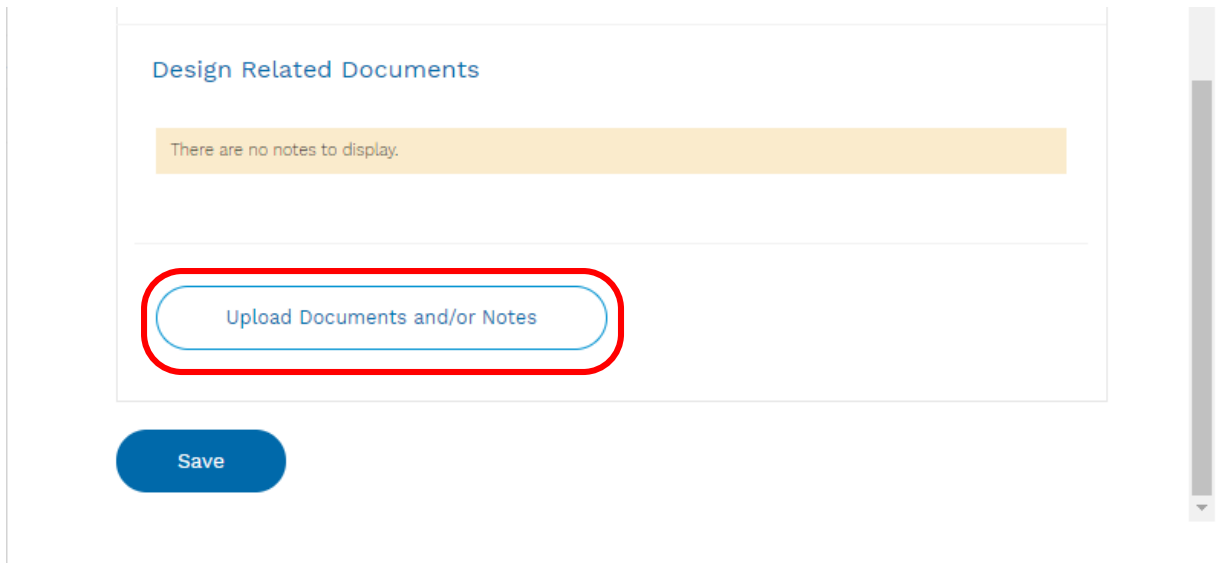 Design Related Documents
There are no notes to display.
Upload Documents and/or Notes
Save